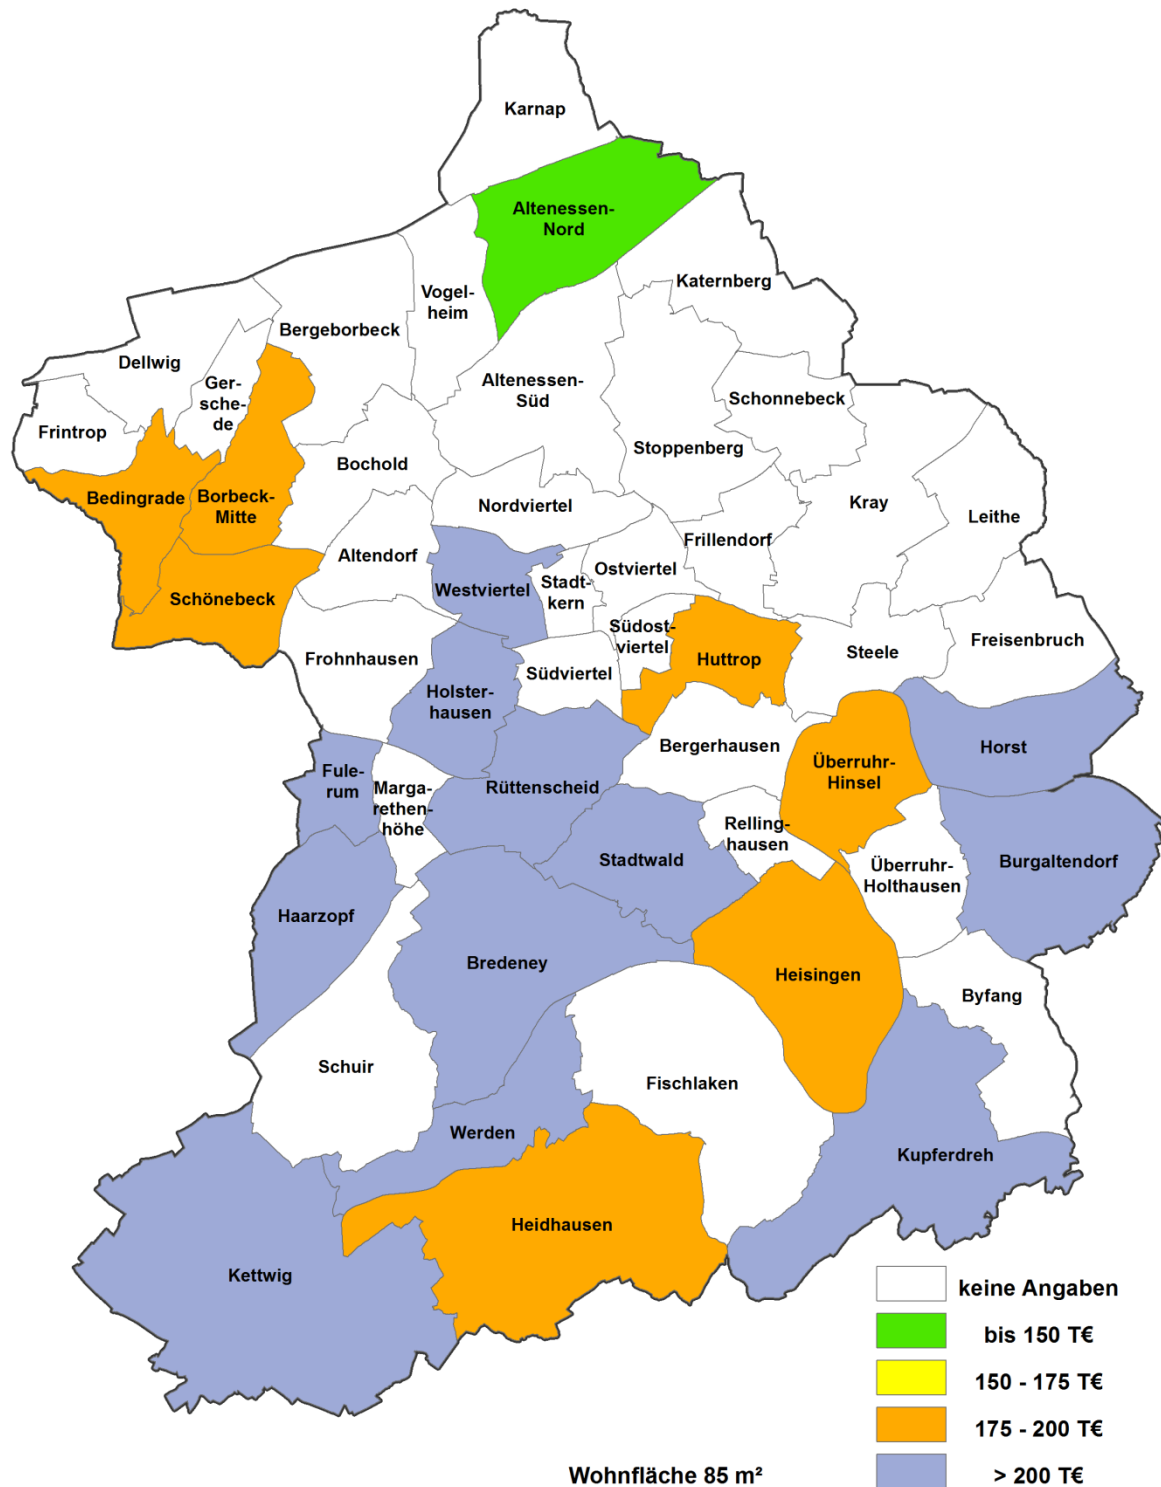 Karnap
Altenessen-
Nord
Katernberg
Vogel-
heim
Bergeborbeck
Dellwig
Ger-
sche-
de
Altenessen-
Süd
Schonnebeck
Frintrop
Stoppenberg
Bochold
Bedingrade
Borbeck-
Mitte
Nordviertel
Kray
Leithe
Altendorf
Frillendorf
Ostviertel
Westviertel
Stadt-
kern
Schönebeck
Südost-
viertel
Freisenbruch
Frohnhausen
Huttrop
Steele
Südviertel
Holster-
hausen
Bergerhausen
Horst
Fule-
rum
Marga-
rethen-
höhe
Rüttenscheid
Überruhr-
Hinsel
Relling-
hausen
Stadtwald
Überruhr-
Holthausen
Burgaltendorf
Haarzopf
Bredeney
Heisingen
Byfang
Schuir
Fischlaken
Werden
Kupferdreh
Heidhausen
Kettwig
keine Angaben
bis 150 T€
150 - 175 T€
175 - 200 T€
> 200 T€
Wohnfläche 85 m²